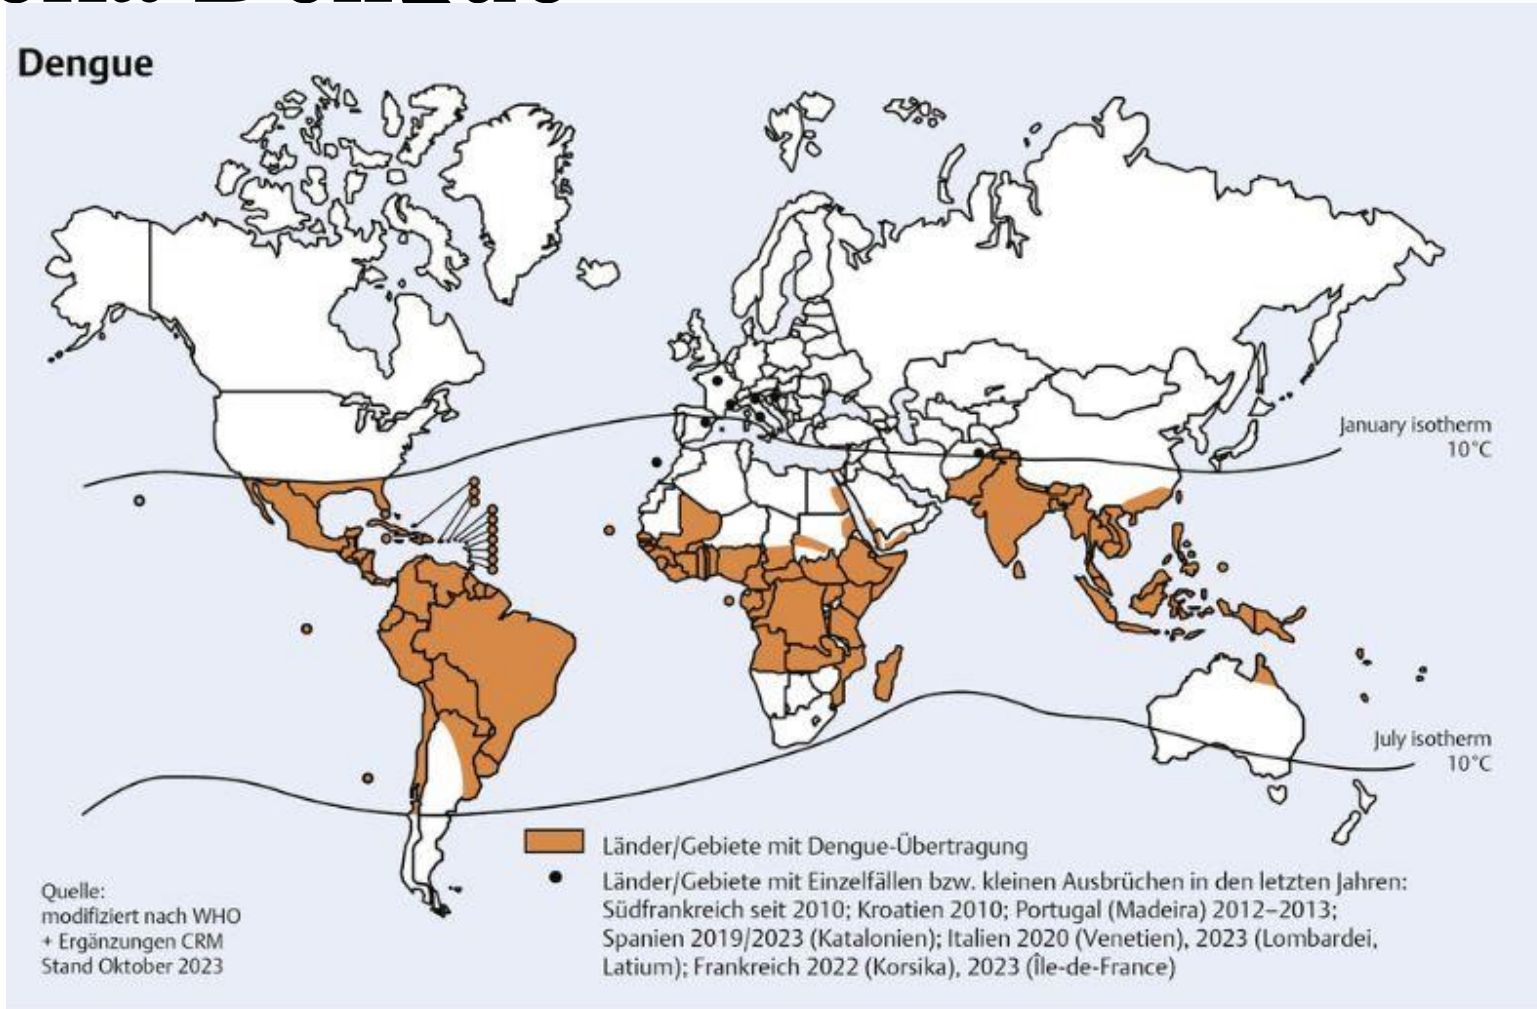 Dengue
January isotherm
10°C
July isotherm
10°C
Länder/Gebiete mit Dengue-Übertragung
Länder/Gebiete mit Einzelfällen bzw. kleinen Ausbrüchen in den letzten Jahren:
Südfrankreich seit 2010; Kroatien 2010; Portugal (Madeira) 2012–2013;
Spanien 2019/2023 (Katalonien); Italien 2020 (Venetien), 2023 (Lombardei,
Latium); Frankreich 2022 (Korsika), 2023 (Île-de-France)
Quelle:
modifiziert nach WHO
+ Ergänzungen CRM
Stand Oktober 2023